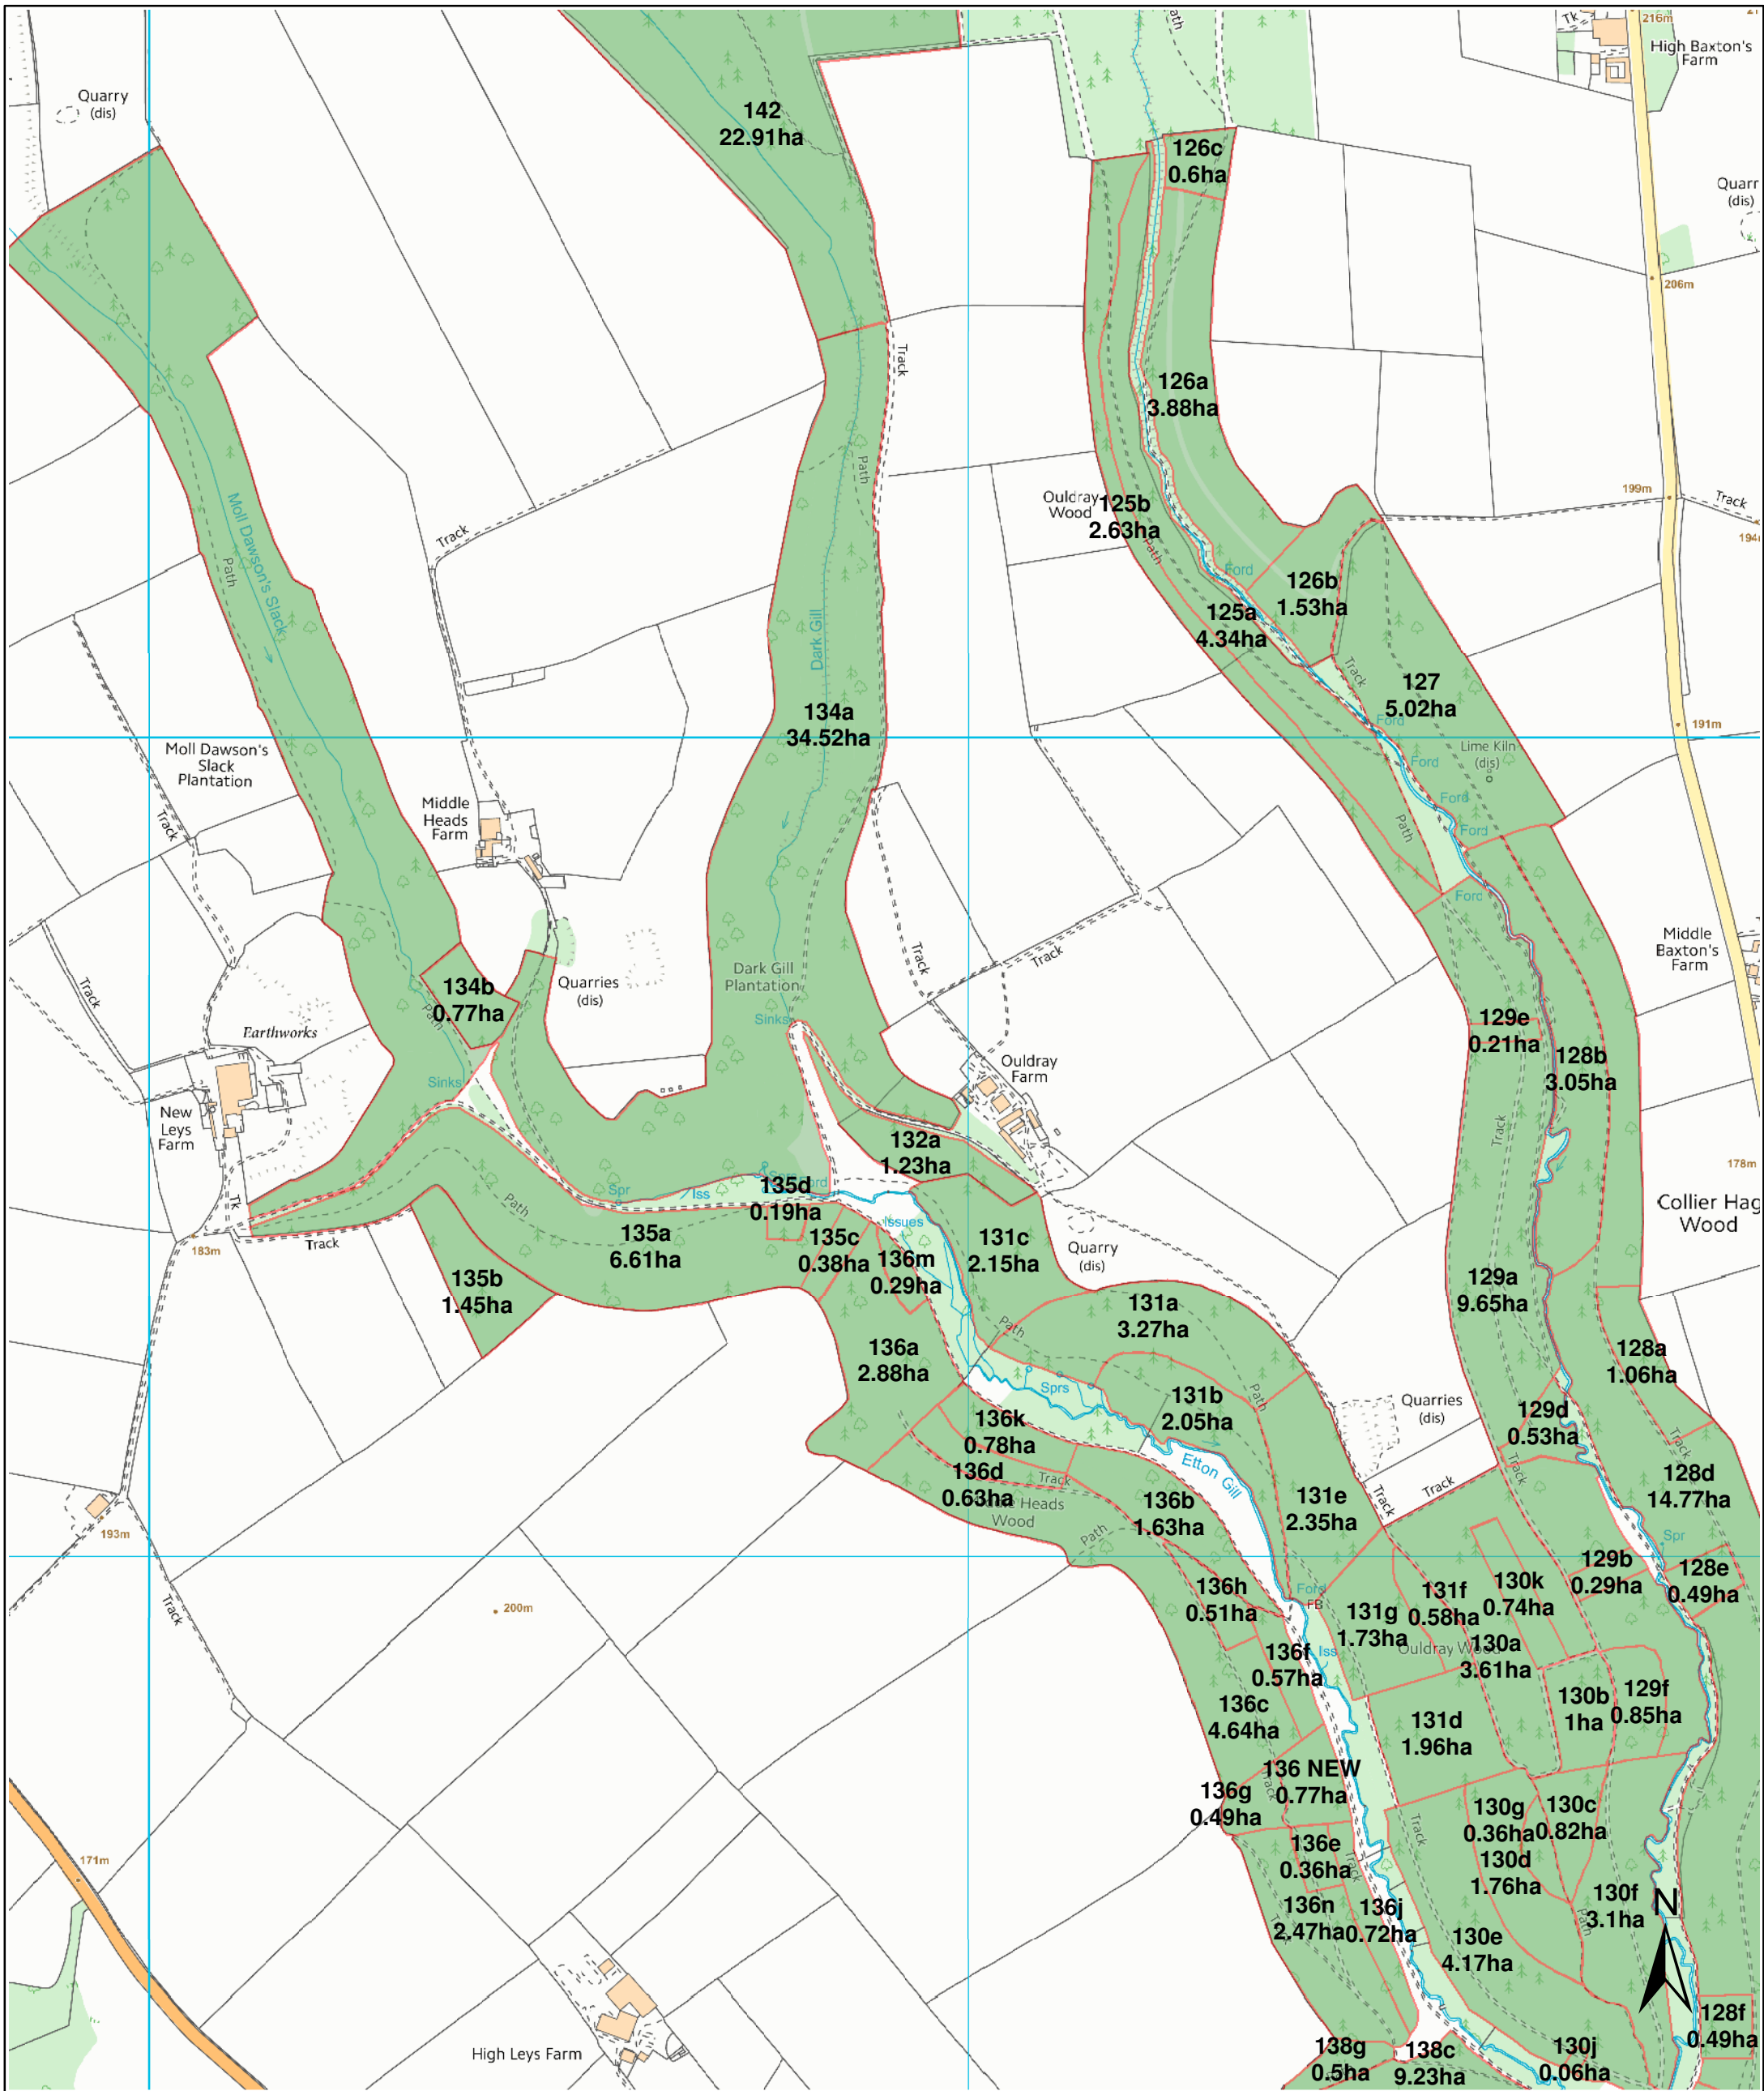 216m
Tk
High Baxton's
Farm
Path
Quarry
(dis)
142
22.91ha
126c
0.6ha
Quarr
(dis)
206m
Track
126a
3.88ha
Path
Moll Dawson's Slack
Path
Track
Ouldray
Wood
125b
2.63ha
Path
199m
Track
194
Ford
126b
1.53ha
125a
4.34ha
Dark Gill
Track
127
5.02ha
134a
34.52ha
Ford
191m
Moll Dawson's
Slack
Plantation
Lime Kiln
(dis)
Ford
Track
Middle
Heads
Farm
Ford
Ford
Path
Ford
Middle
Baxton's
Farm
Track
Track
Track
Dark Gill
Plantation
Quarries
(dis)
134b
0.77ha
Path
Sinks
Earthworks
129e
0.21ha
128b
3.05ha
Ouldray
Farm
Sinks
New
Leys
Farm
Track
132a
1.23ha
178m
Spr
Iss
135d
0.19ha
Tk
Path
Collier Hag
Wood
Issues
183m
Track
135a
6.61ha
135c
0.38ha
136m
0.29ha
131c
2.15ha
Quarry
(dis)
135b
1.45ha
129a
9.65ha
131a
3.27ha
Path
136a
2.88ha
128a
1.06ha
Sprs
131b
2.05ha
Path
Quarries
(dis)
136k
0.78ha
129d
0.53ha
Track
136d
0.63ha
Track
Heads
Wood
Etton Gill
Track
Track
Track
128d
14.77ha
136b
1.63ha
131e
2.35ha
Path
193m
Spr
129b
0.29ha
128e
0.49ha
Track
200m
136h
0.51ha
Ford
FB
131f
0.58ha
130k
0.74ha
131g
1.73ha
Ouldray Wood
130a
3.61ha
136f
0.57ha
Iss
136c
4.64ha
130b
1ha
129f
0.85ha
131d
1.96ha
136 NEW
0.77ha
Track
136g
0.49ha
130g
0.36ha
130c
0.82ha
Track
171m
136e
0.36ha
Track
130d
1.76ha
136n
2.47ha
136j
0.72ha
130f
3.1ha
N
Path
130e
4.17ha
High Leys Farm
128f
0.49ha
138g
0.5ha
138c
9.23ha
130j
0.06ha